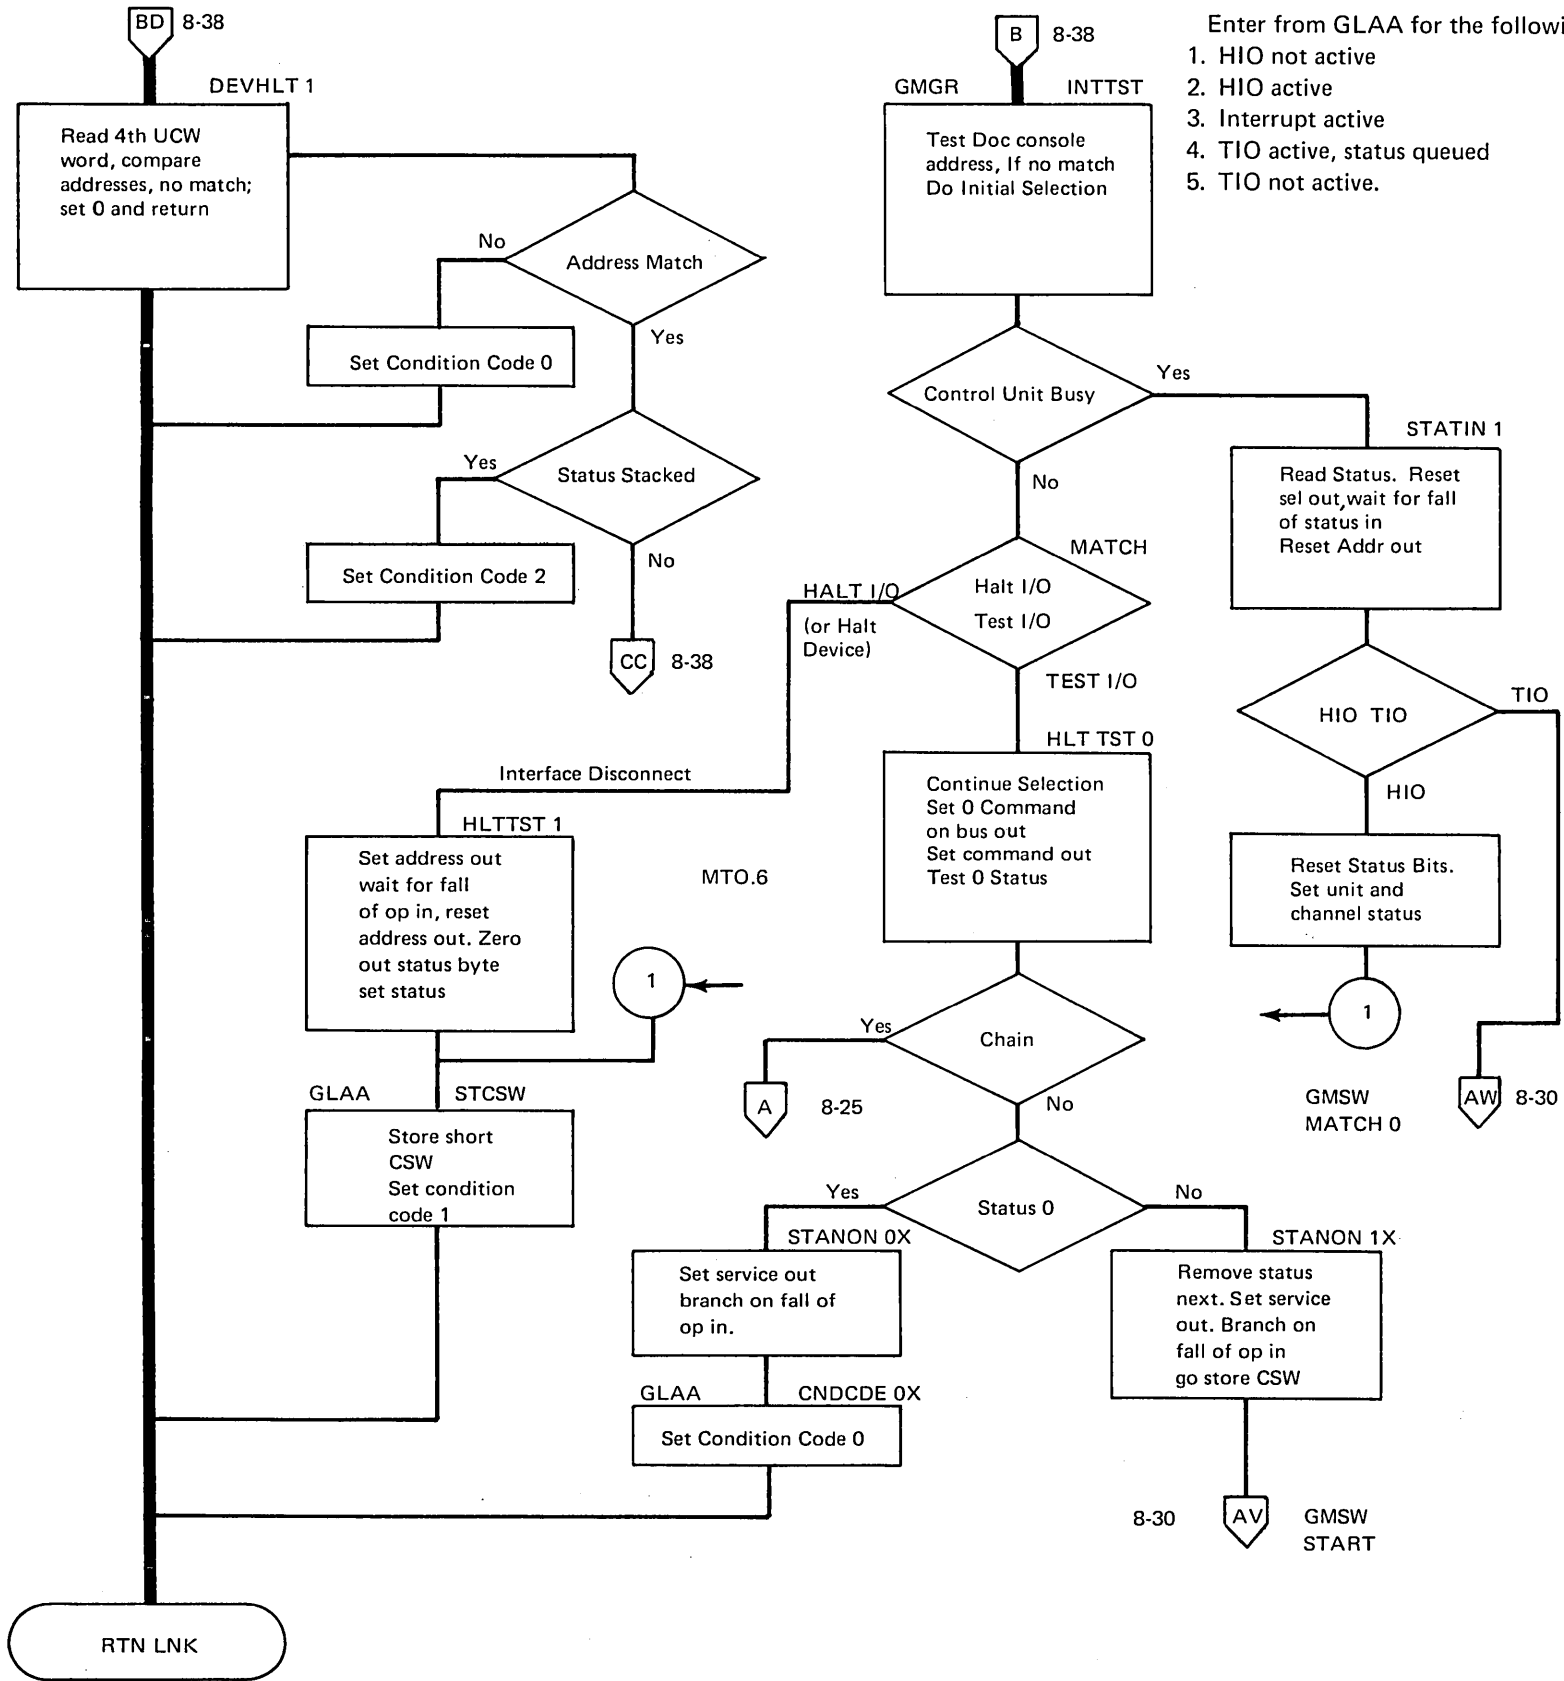 BD 8-38
DEVHLT 1
Read 4th UCW
word, compare
addresses, no match;
set 0 and return
No
Address Match
Yes
Set Condition Code 0
Yes
Status Stacked
No
Set Condition Code 2
CC 8-38
B 8-38
Enter from GLAA for the followi
1. HIO not active
2. HIO active
3. Interrupt active
4. TIO active, status queued
5. TIO not active.
GMGR INTTST
Test Doc console
address, If no match
Do Initial Selection
Control Unit Busy
Yes
No
STATIN 1
Read Status. Reset
sel out, wait for fall
of status in
Reset Addr out
MATCH
Halt I/O
Test I/O
HALT I/O
(or Halt
Device)
TEST I/O
HIO TIO
TIO
HIO
Reset Status Bits.
Set unit and
channel status
1
GMSW
MATCH 0
AW 8-30
Interface Disconnect
HLTTST 1
Set address out
wait for fall
of op in, reset
address out. Zero
out status byte
set status
MTO.6
1
GLAA STCSW
Store short
CSW
Set condition
code 1
HLT TST 0
Continue Selection
Set 0 Command
on bus out
Set command out
Test 0 Status
Yes
Chain
No
A 8-25
Yes
Status 0
No
STANON 0X
Set service out
branch on fall of
op in.
GLAA CNDCDE 0X
Set Condition Code 0
STANON 1X
Remove status
next. Set service
out. Branch on
fall of op in
go store CSW
8-30 AV GMSW
START
RTN LNK